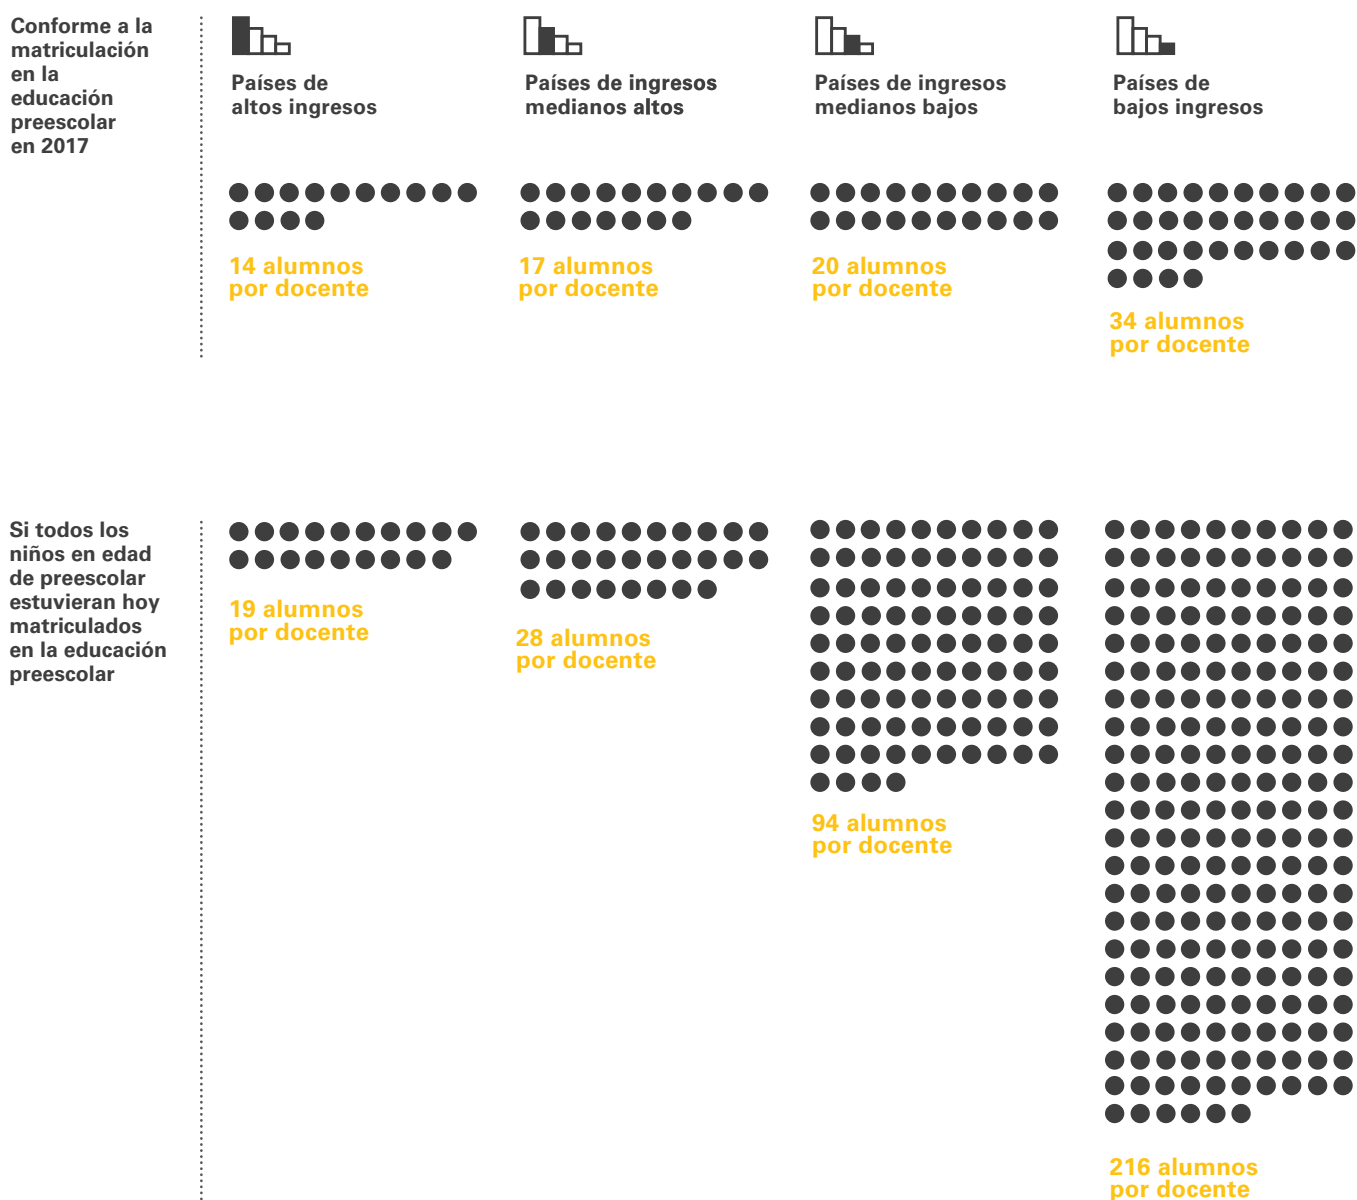 Conforme a la
matriculación
en la
educación
preescolar
en 2017
Países de
altos ingresos
Países de ingresos
medianos altos
Países de ingresos
medianos bajos
Países de
bajos ingresos
14 alumnos
por docente
17 alumnos
por docente
20 alumnos
por docente
34 alumnos
por docente
Si todos los
niños en edad
de preescolar
estuvieran hoy
matriculados
en la educación
preescolar
19 alumnos
por docente
28 alumnos
por docente
94 alumnos
por docente
216 alumnos
por docente